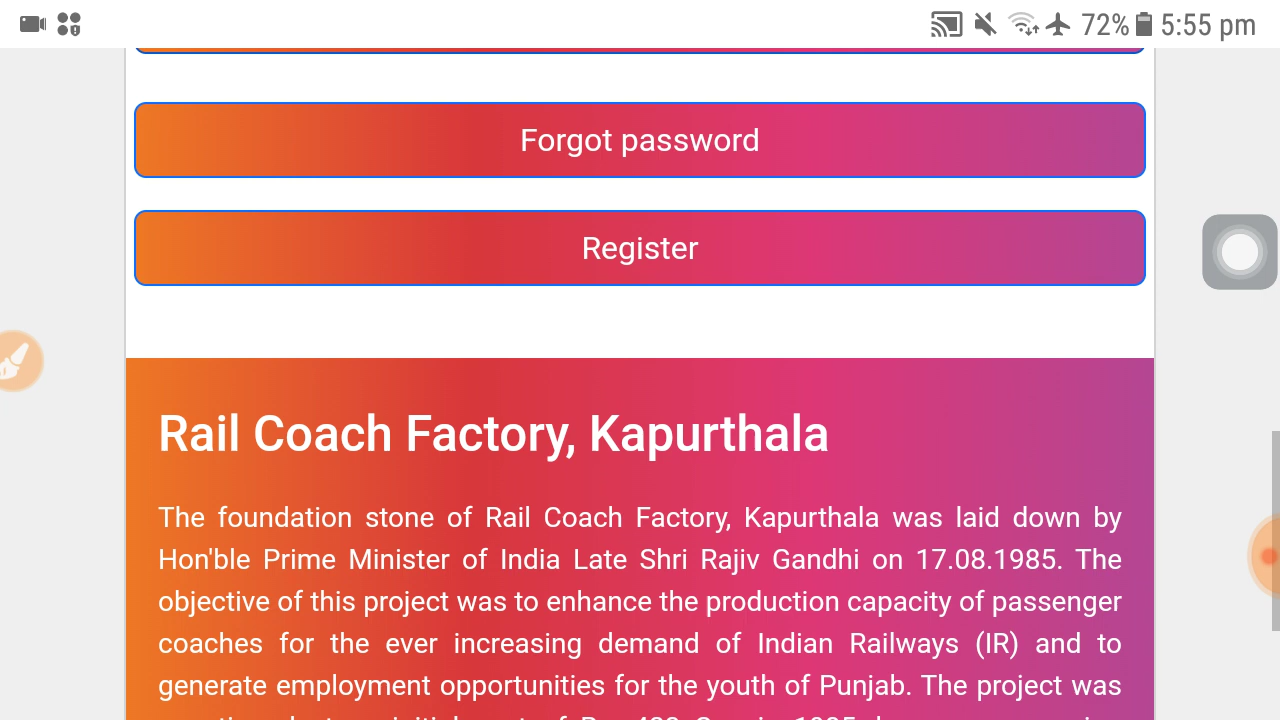 72% 5:55 pm
Forgot password
Register
Rail Coach Factory, Kapurthala
The foundation stone of Rail Coach Factory, Kapurthala was laid down by
Hon'ble Prime Minister of India Late Shri Rajiv Gandhi on 17.08.1985. The
objective of this project was to enhance the production capacity of passenger
coaches for the ever increasing demand of Indian Railways (IR) and to
generate employment opportunities for the youth of Punjab. The project was